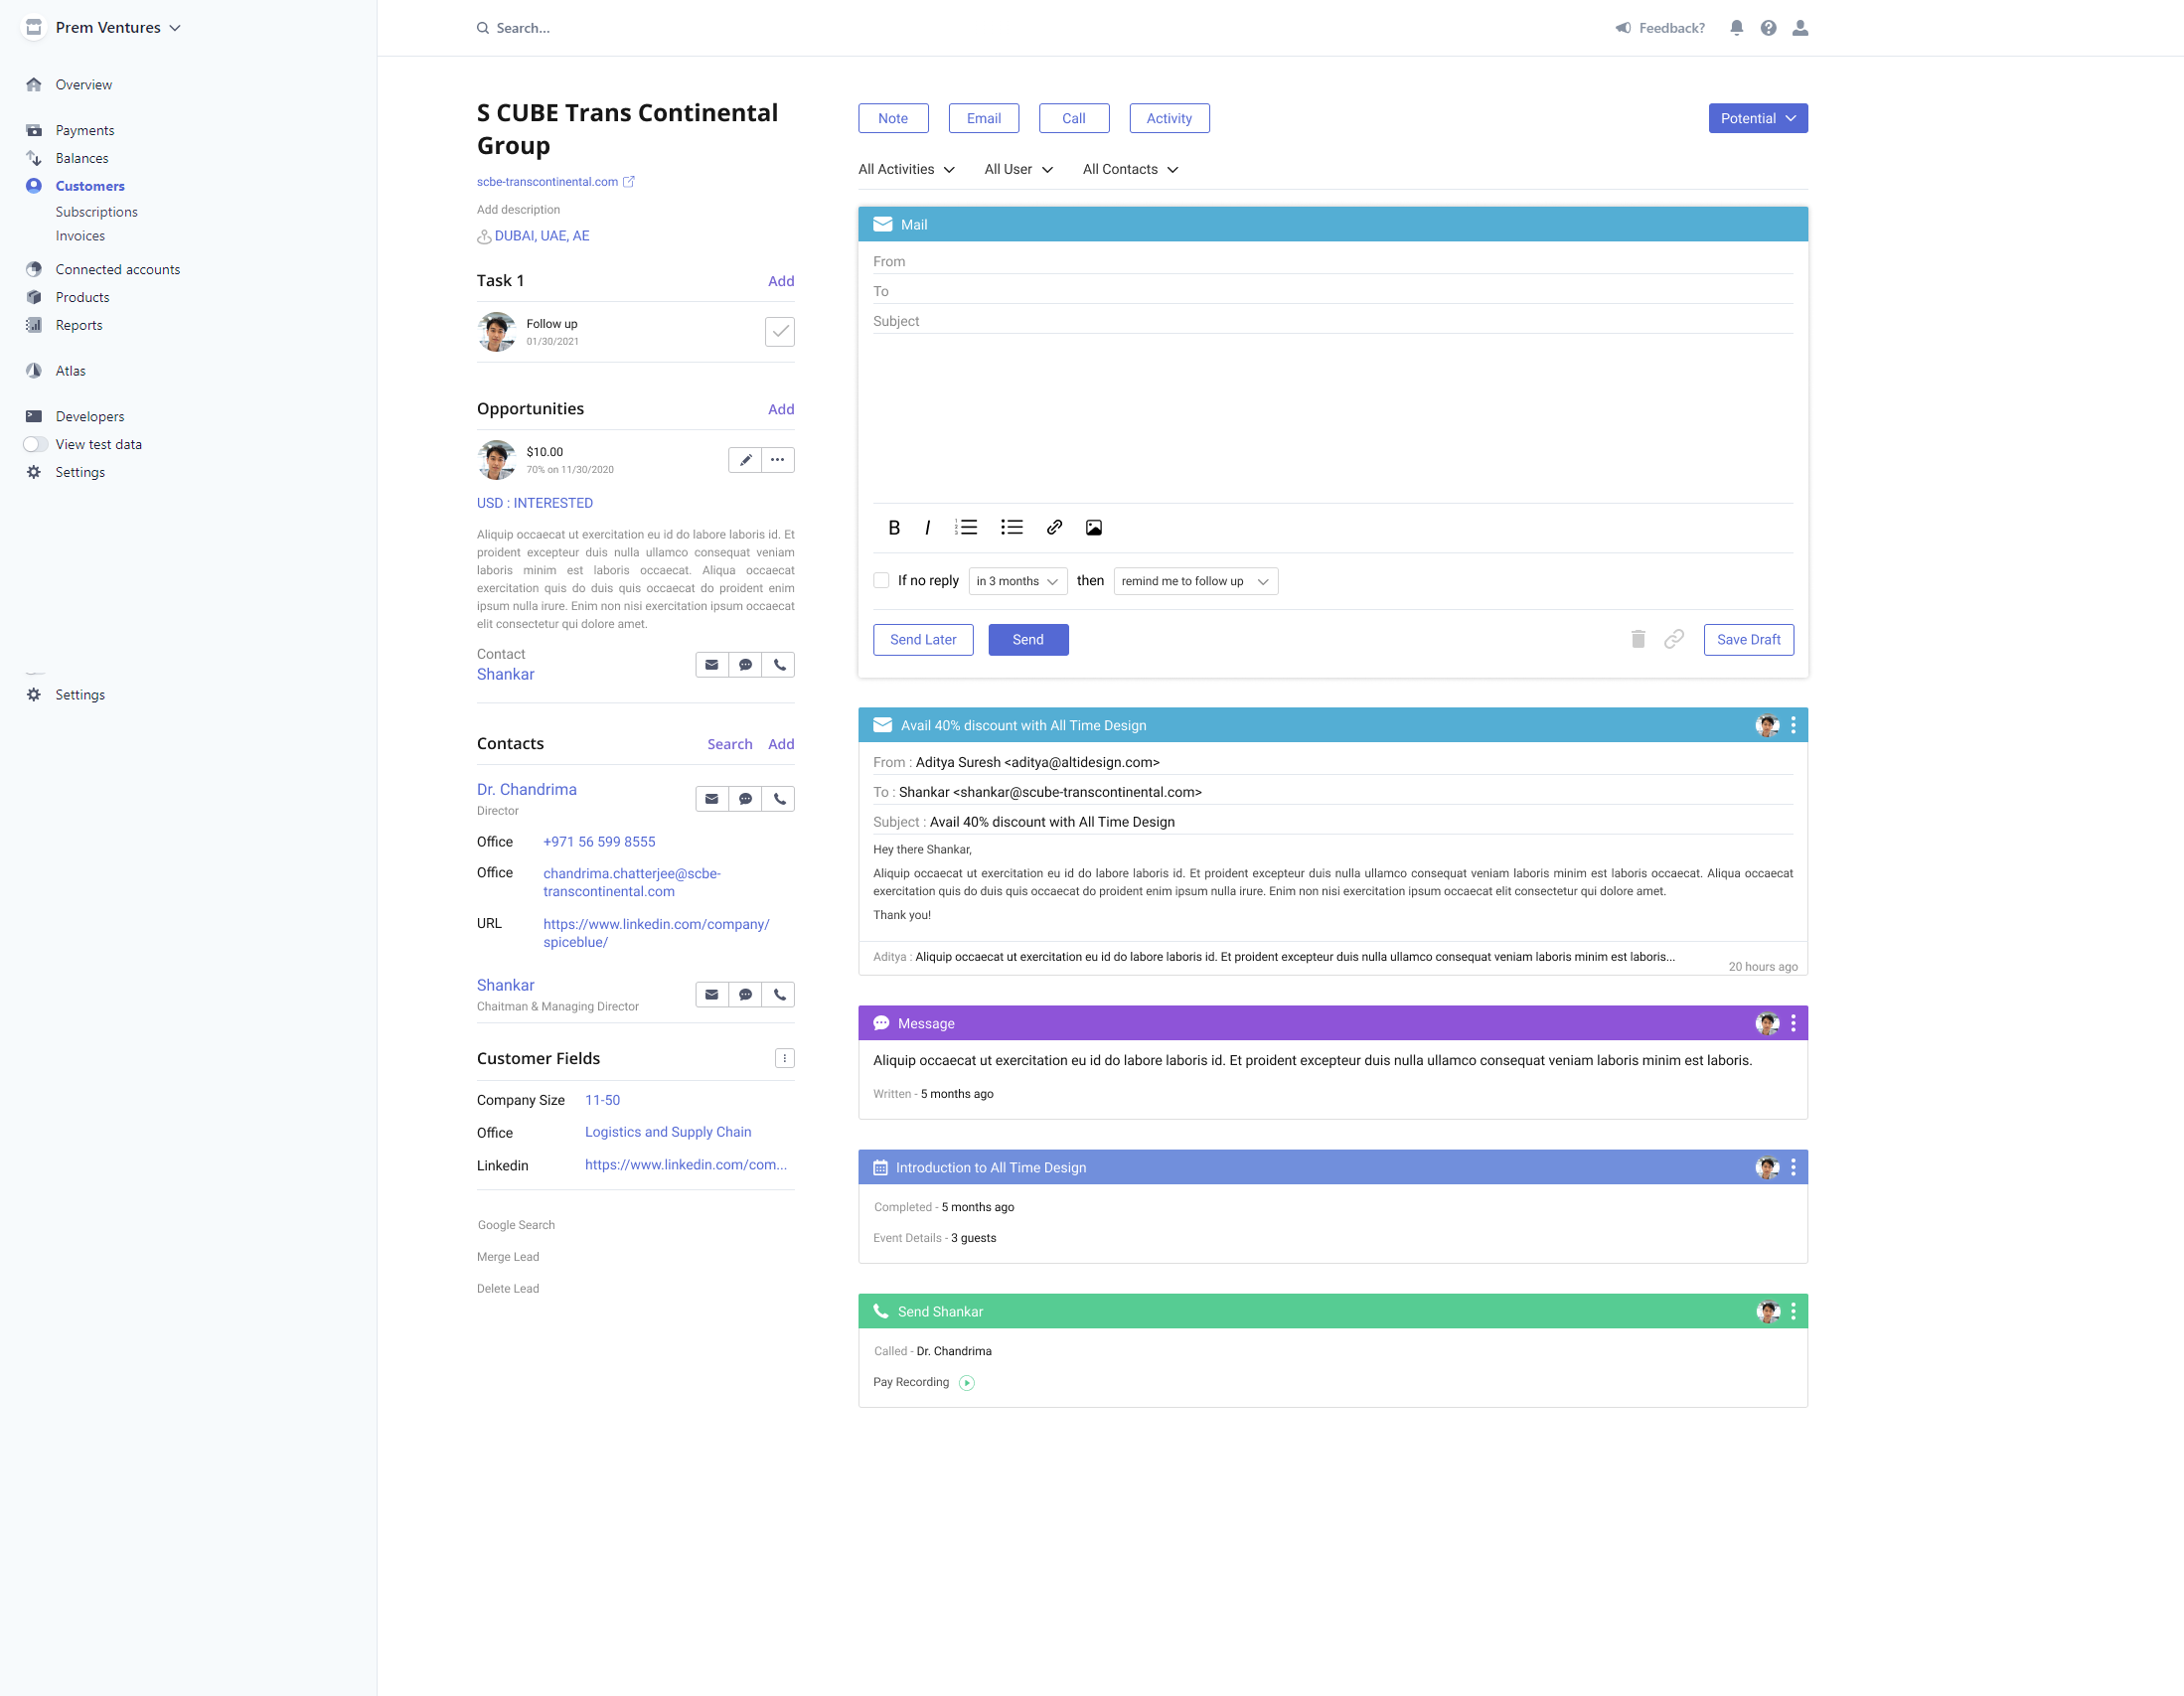 Prem Ventures
Overview
Payments
Balances
Customers
Subscriptions
Invoices
Connected accounts
Products
Reports
Atlas
Developers
View test data
Settings
Settings
Search...
Feedback?
S CUBE Trans Continental
Group
scbe-transcontinental.com
Add description
DUBAI, UAE, AE
Task 1 Add
Follow up
01/30/2021
Opportunities Add
$10.00
70% on 11/30/2020
USD : INTERESTED
Aliquip occaecat ut exercitation eu id do labore laboris id. Et
proident excepteur duis nulla ullamco consequat veniam
laboris minim est laboris occaecat. Aliqua occaecat
exercitation quis do duis quis occaecat do proident enim
ipsum nulla irure. Enim non nisi exercitation ipsum occaecat
elit consectetur qui dolore amet.
Contact
Shankar
Contacts Search Add
Dr. Chandrima
Director
Office +971 56 599 8555
Office chandrima.chatterjee@scbe-
transcontinental.com
URL https://www.linkedin.com/company/
spiceblue/
Shankar
Chaitman & Managing Director
Customer Fields
Company Size 11-50
Office Logistics and Supply Chain
Linkedin https://www.linkedin.com/com...
Google Search
Merge Lead
Delete Lead
Note Email Call Activity Potential
All Activities All User All Contacts
Mail
From
To
Subject
B I
If no reply in 3 months then remind me to follow up
Send Later Send Save Draft
Avail 40% discount with All Time Design
From : Aditya Suresh <aditya@altidesign.com>
To : Shankar <shankar@scube-transcontinental.com>
Subject : Avail 40% discount with All Time Design
Hey there Shankar,
Aliquip occaecat ut exercitation eu id do labore laboris id. Et proident excepteur duis nulla ullamco consequat veniam laboris minim est laboris occaecat. Aliqua occaecat
exercitation quis do duis quis occaecat do proident enim ipsum nulla irure. Enim non nisi exercitation ipsum occaecat elit consectetur qui dolore amet.
Thank you!
Aditya : Aliquip occaecat ut exercitation eu id do labore laboris id. Et proident excepteur duis nulla ullamco consequat veniam laboris minim est laboris...
20 hours ago
Message
Aliquip occaecat ut exercitation eu id do labore laboris id. Et proident excepteur duis nulla ullamco consequat veniam laboris minim est laboris.
Written - 5 months ago
Introduction to All Time Design
Completed - 5 months ago
Event Details - 3 guests
Send Shankar
Called - Dr. Chandrima
Pay Recording